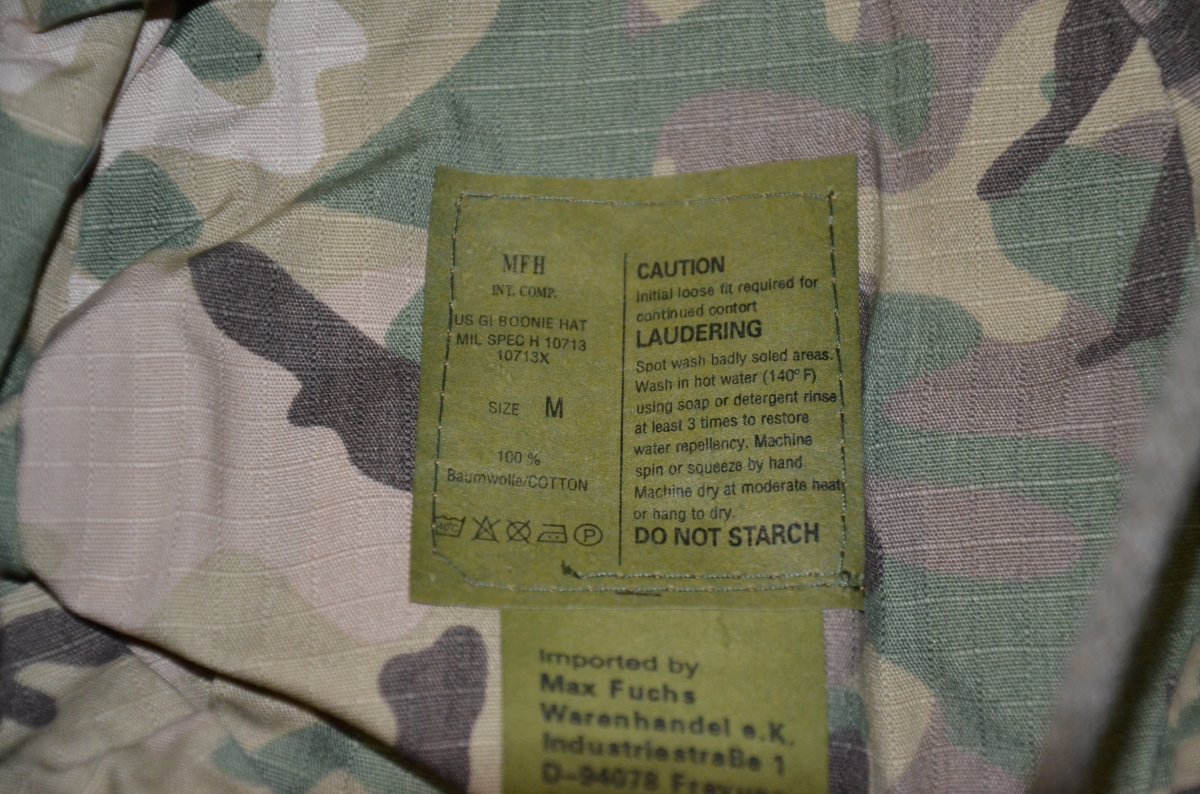 MFH
INT. COMP.
US GI BOONIE HAT
MIL SPEC H 10713
10713X
SIZE M
100 %
Baumwolle/COTTON
40°C
P
CAUTION
Initial loose fit required for
continued contort
LAUDERING
Spot wash badly soled areas.
Wash in hot water (140° F)
using soap or detergent rinse
at least 3 times to restore
water repellency. Machine
spin or squeeze by hand
Machine dry at moderate heat
or hang to dry.
DO NOT STARCH
Imported by
Max Fuchs
Warenhandel e.K.
Industriestraße 1
D-94078